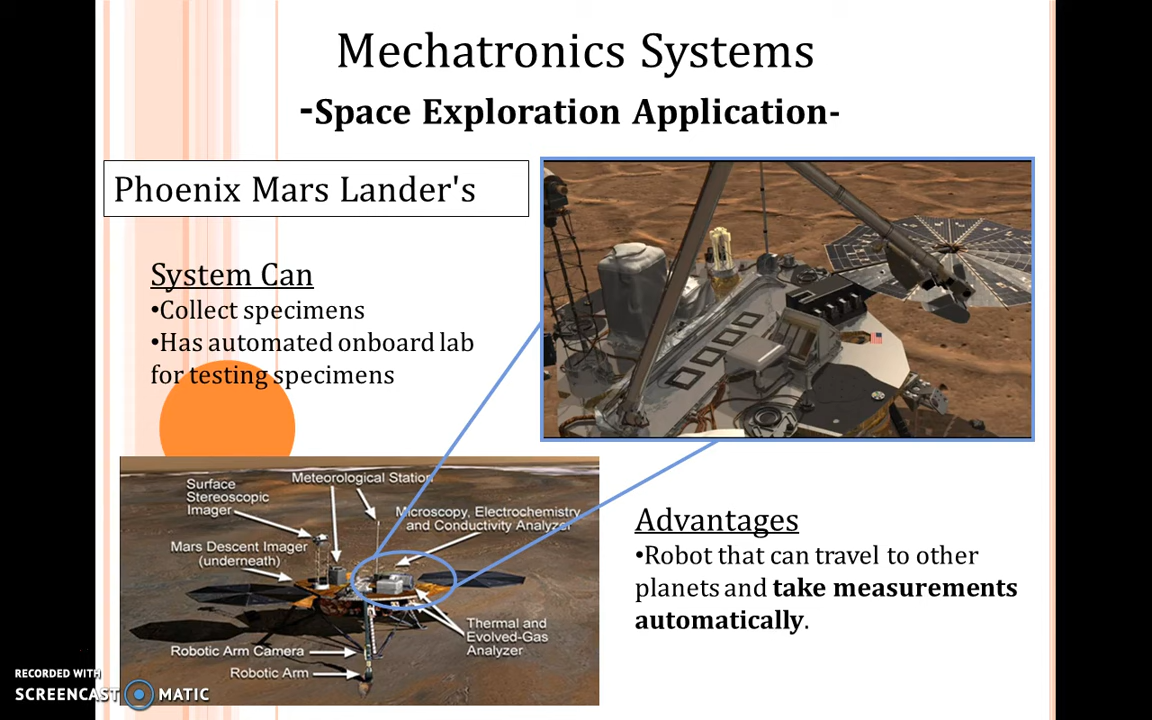 Mechatronics Systems
-Space Exploration Application-
Phoenix Mars Lander's
System Can
•Collect specimens
•Has automated onboard lab
for testing specimens
Meteorological Station
Surface
Stereoscopic
Imager
Microscopy, Electrochemistry
and Conductivity Analyzer
Mars Descent Imager
(underneath)
Thermal and
Evolved-Gas
Analyzer
Robotic Arm Camera
Robotic Arm
Advantages
•Robot that can travel to other
planets and take measurements
automatically.
RECORDED WITH
SCREENCAST MATIC